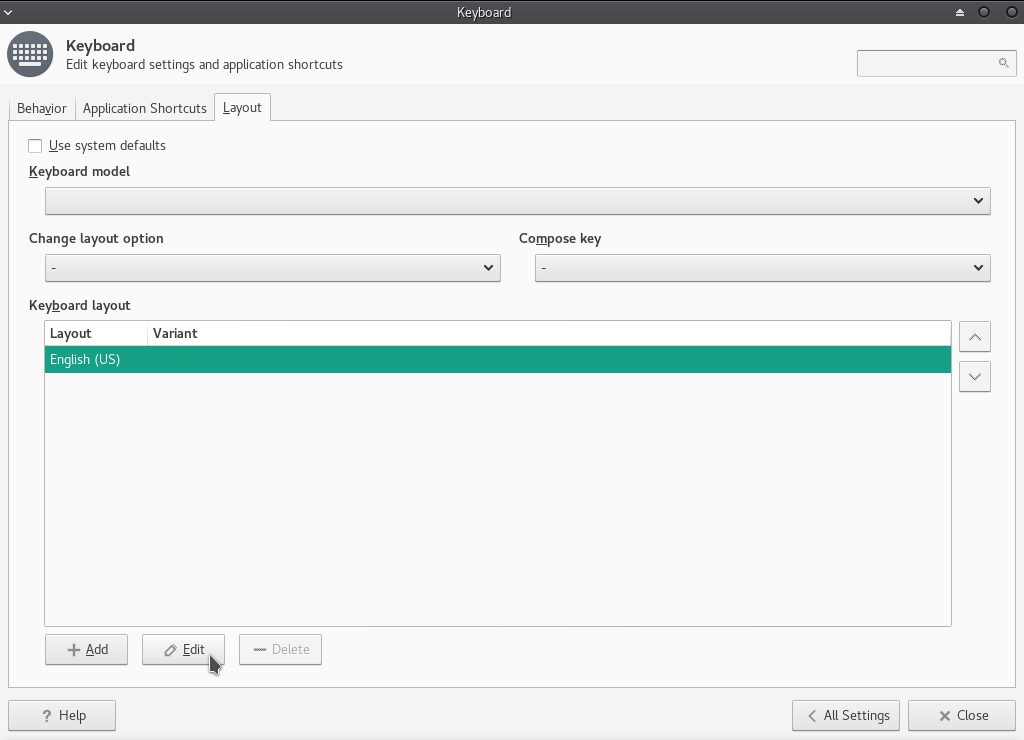 Keyboard
Keyboard
Edit keyboard settings and application shortcuts
Behavior Application Shortcuts Layout
Use system defaults
Keyboard model
Change layout option Compose key
- -
Keyboard layout
Layout Variant
English (US)
Add Edit Delete
Help All Settings Close